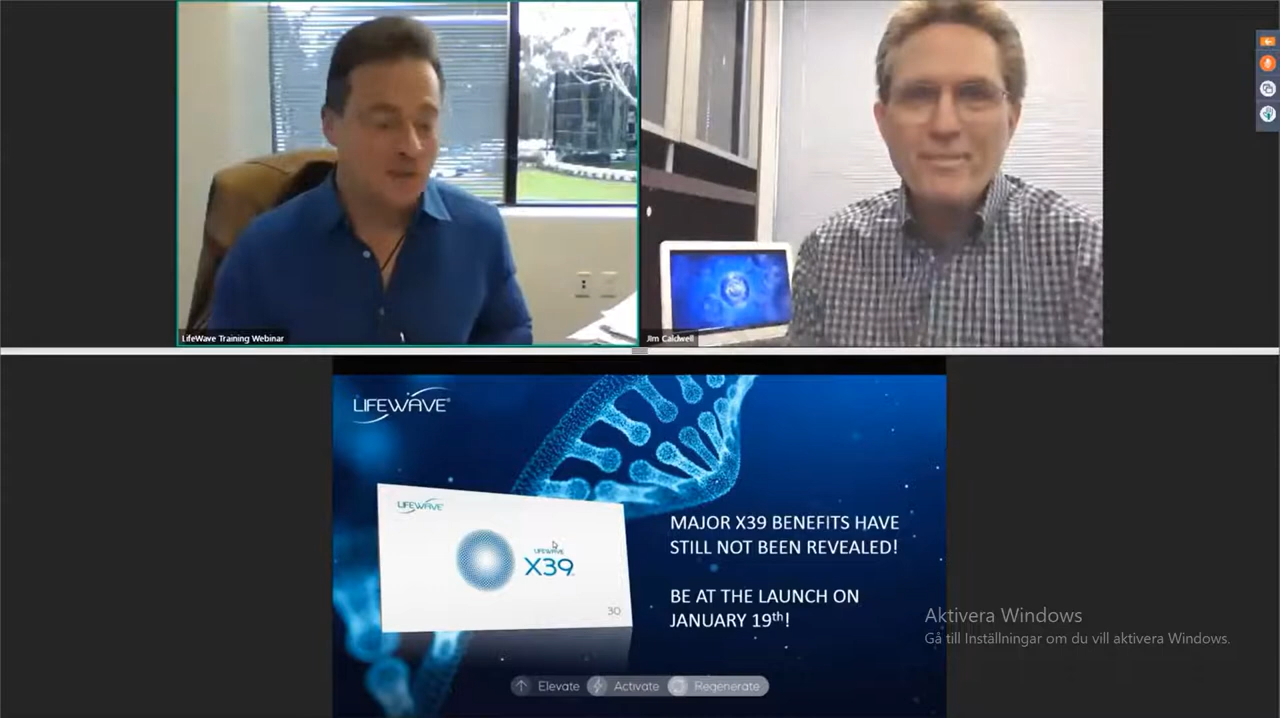 LifeWave Training Webinar
Jim Caldwell
LIFEWAVE®
LIFEWAVE
LIFEWAVE
X39
30
MAJOR X39 BENEFITS HAVE
STILL NOT BEEN REVEALED!
BE AT THE LAUNCH ON
JANUARY 19th!
Elevate
Activate
Regenerate
Aktivera Windows
Gå till Inställningar om du vill aktivera Windows.